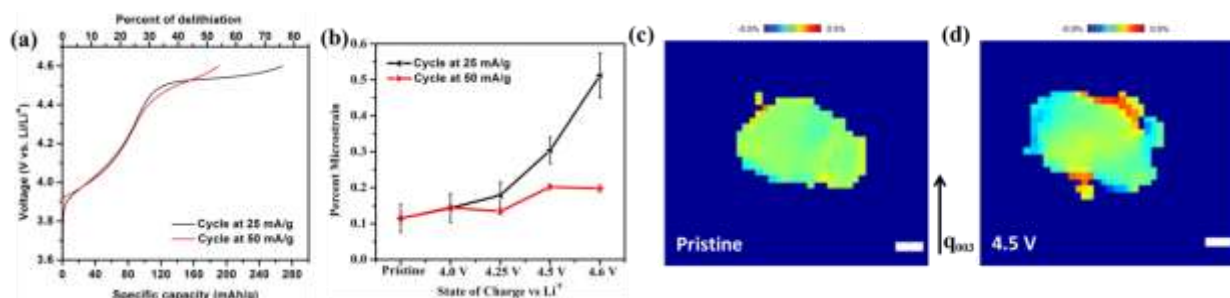 (a)
Percent of delithiation
0 10 20 30 40 50 60 70 80
Voltage (V vs. Li/Li⁺)
4.6
4.4
4.2
4.0
3.8
3.6
Cycle at 25 mA/g
Cycle at 50 mA/g
0 40 80 120 160 200 240 280
Specific capacity (mAh/g)
(b)
Percent Microstrain
0.6
0.5
0.4
0.3
0.2
0.1
0.0
Cycle at 25 mA/g
Cycle at 50 mA/g
Pristine 4.0 V 4.25 V 4.5 V 4.6 V
State of Charge vs Li⁺
(c)
Pristine
q₀₀₃
(d)
4.5 V